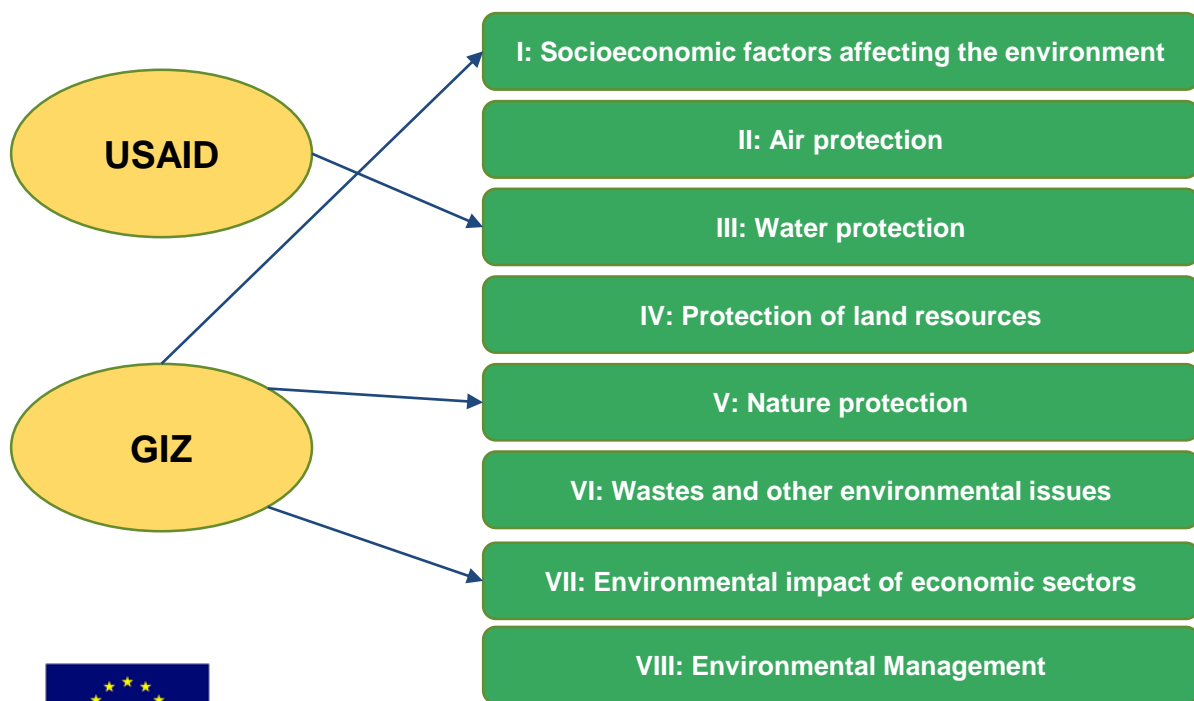 I: Socioeconomic factors affecting the environment
USAID
II: Air protection
III: Water protection
IV: Protection of land resources
V: Nature protection
GIZ
VI: Wastes and other environmental issues
VII: Environmental impact of economic sectors
VIII: Environmental Management